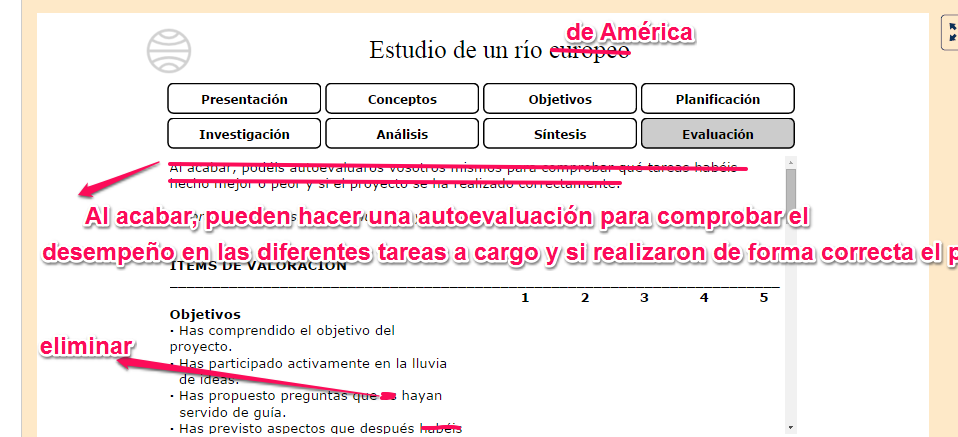 de América
Estudio de un río europeo
Presentación Conceptos Objetivos Planificación
Investigación Análisis Síntesis Evaluación
Al acabar, podéis autoevaluaros vosotros mismos para comprobar qué tareas habéis
hecho mejor o peor y si el proyecto se ha realizado correctamente.
Al acabar, pueden hacer una autoevaluación para comprobar el
desempeño en las diferentes tareas a cargo y si realizaron de forma correcta el p
ÍTEMS DE VALORACIÓN
1 2 3 4 5
Objetivos
· Has comprendido el objetivo del
proyecto.
eliminar
· Has participado activamente en la lluvia
de ideas.
· Has propuesto preguntas que hayan
servido de guía.
· Has previsto aspectos que después habéis